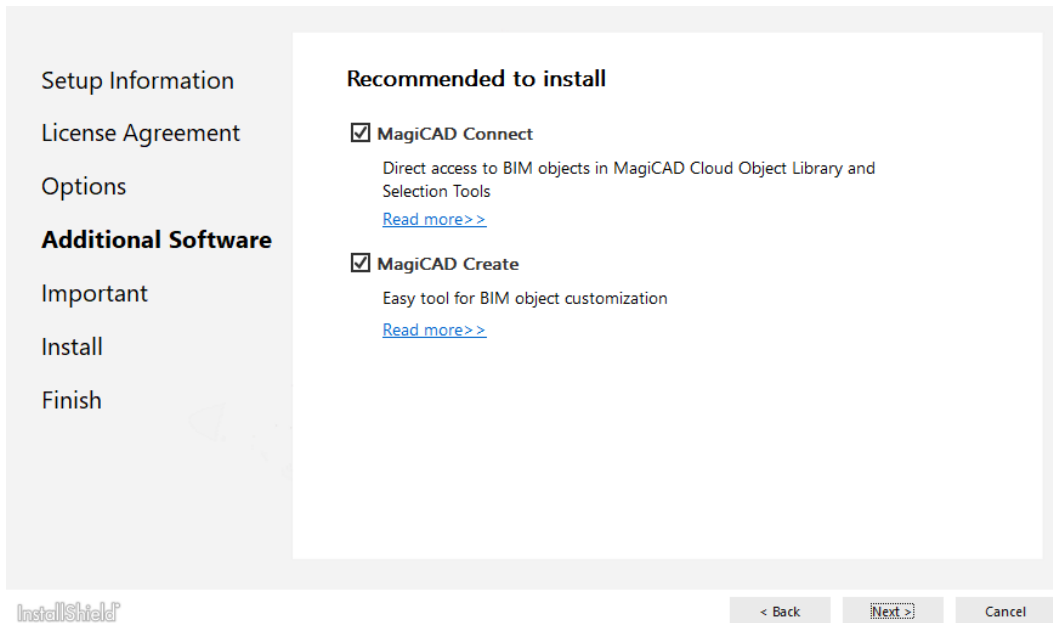 Setup Information
License Agreement
Options
Additional Software
Important
Install
Finish
Recommended to install
MagiCAD Connect
Direct access to BIM objects in MagiCAD Cloud Object Library and
Selection Tools
Read more>>
MagiCAD Create
Easy tool for BIM object customization
Read more>>
InstallShield
< Back
Next >
Cancel